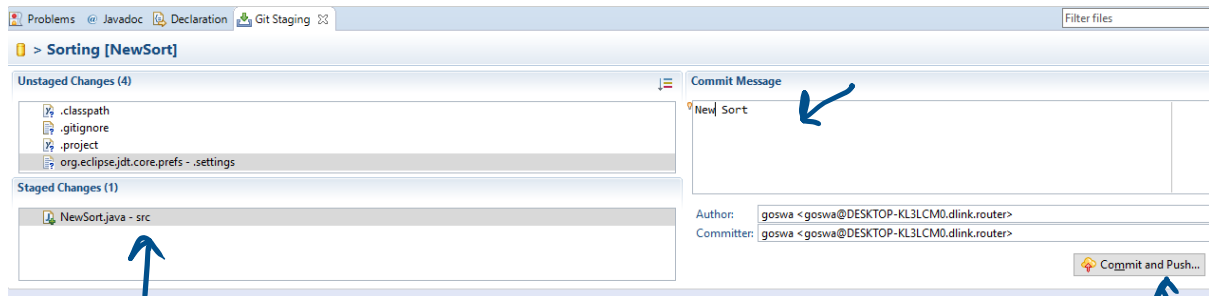 Problems @ Javadoc Declaration Git Staging
Filter files
> Sorting [NewSort]
Unstaged Changes (4)
.classpath
.gitignore
.project
org.eclipse.jdt.core.prefs - .settings
Staged Changes (1)
NewSort.java - src
Commit Message
New Sort
Author: goswa <goswa@DESKTOP-KL3LCM0.dlink.router>
Committer: goswa <goswa@DESKTOP-KL3LCM0.dlink.router>
Commit and Push...